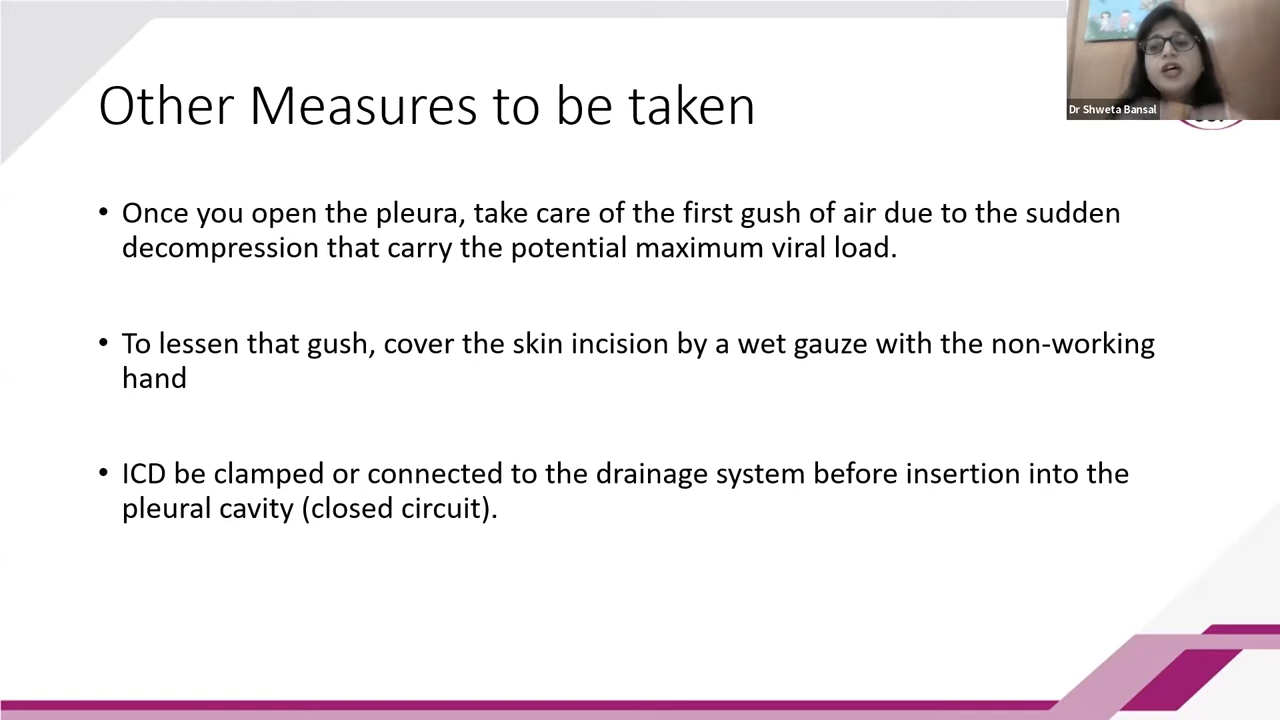 Dr Shweta Bansal
Other Measures to be taken
• Once you open the pleura, take care of the first gush of air due to the sudden
decompression that carry the potential maximum viral load.
• To lessen that gush, cover the skin incision by a wet gauze with the non-working
hand
• ICD be clamped or connected to the drainage system before insertion into the
pleural cavity (closed circuit).